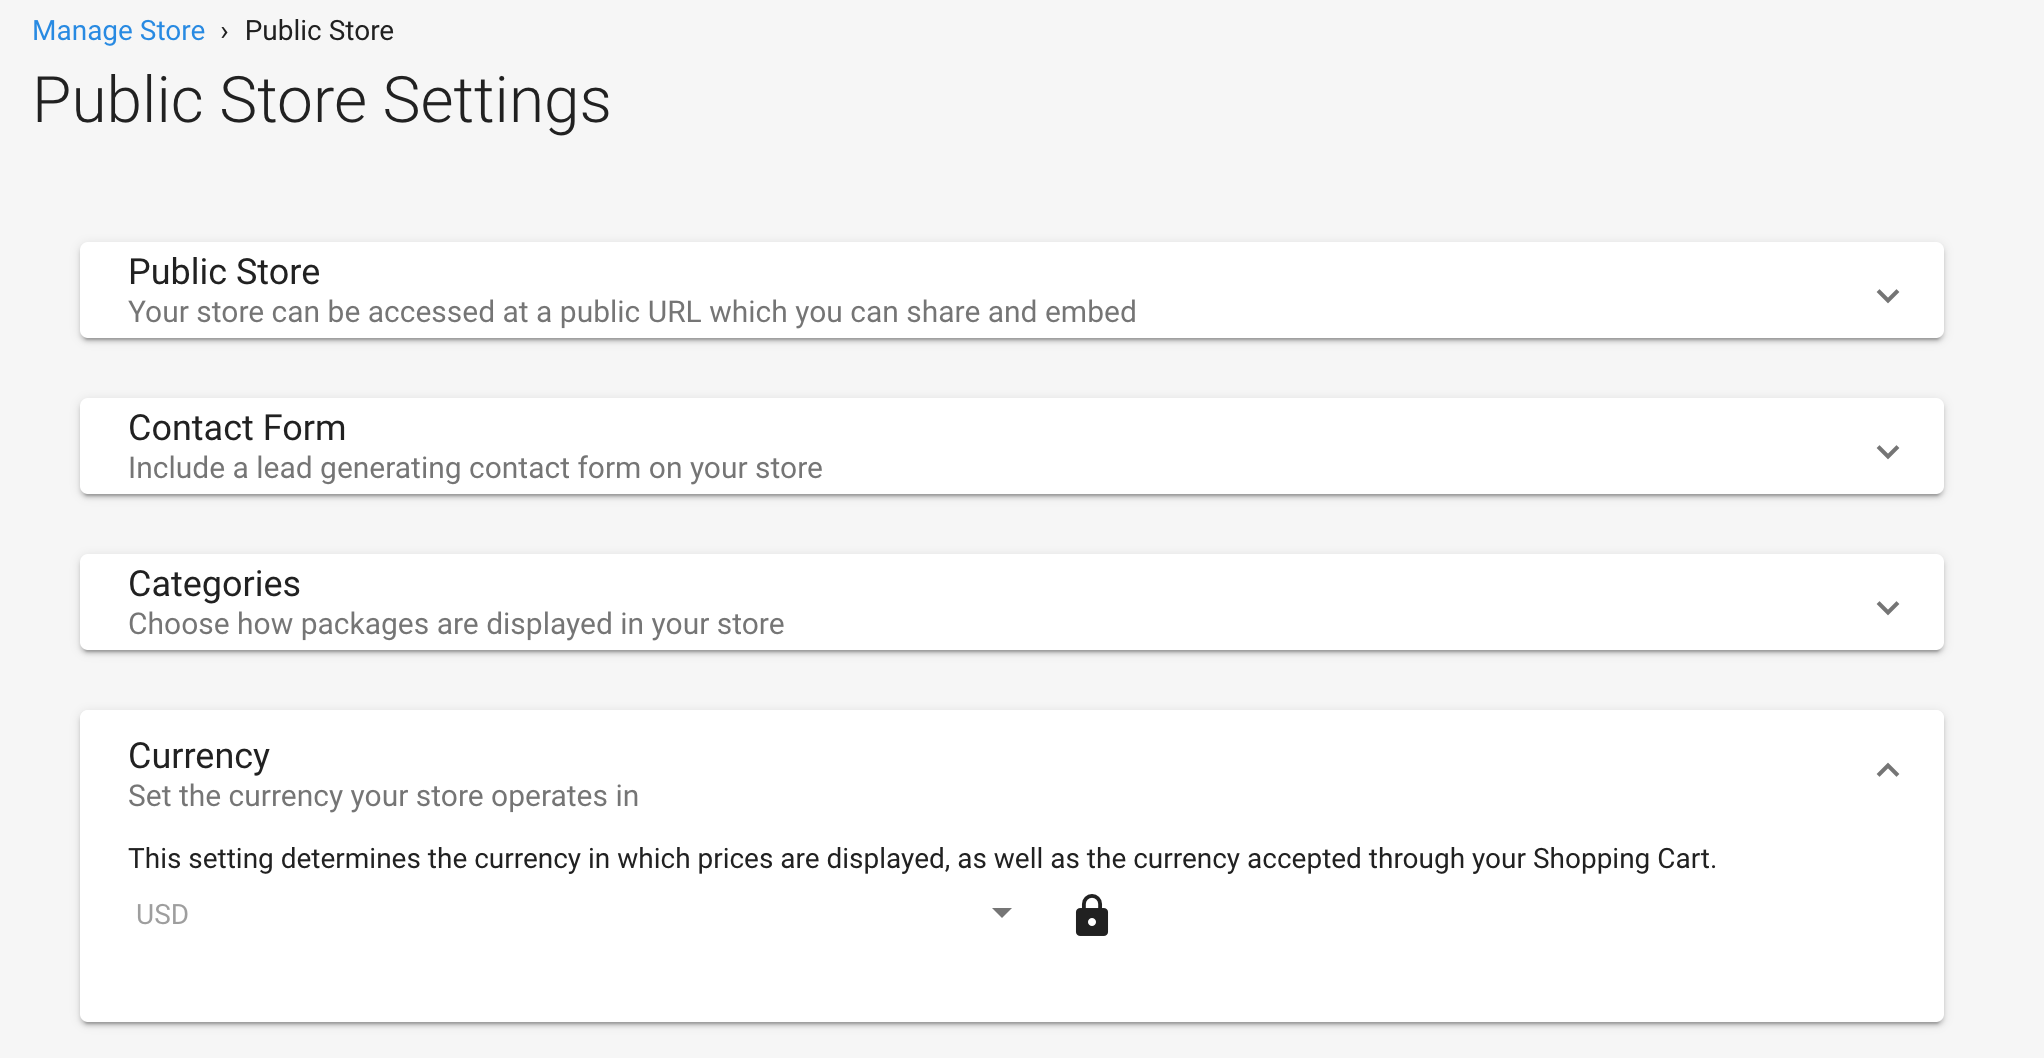 Manage Store › Public Store
Public Store Settings
Public Store
Your store can be accessed at a public URL which you can share and embed
Contact Form
Include a lead generating contact form on your store
Categories
Choose how packages are displayed in your store
Currency
Set the currency your store operates in
This setting determines the currency in which prices are displayed, as well as the currency accepted through your Shopping Cart.
USD